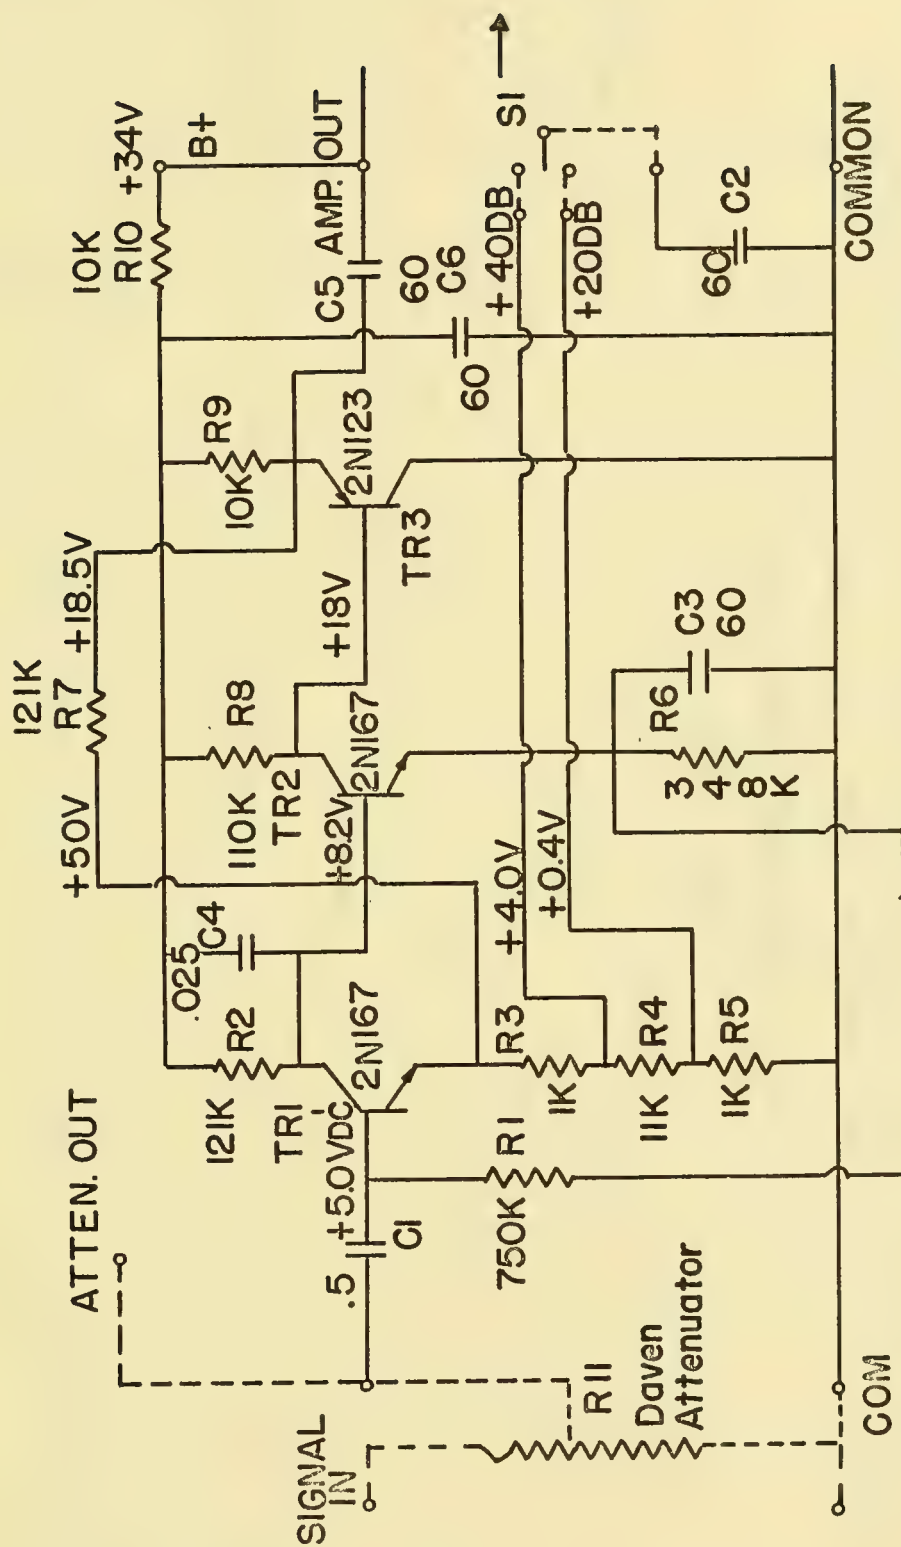 ATTEN. OUT
+50V
121K
R7
+18.5V
10K
R10
+34V
B+
.025
C4
R2
121K
R8
110K
R9
10K
TR1
2N167
TR2
2N167
+8.2V
+18V
2N123
TR3
C5
AMP. OUT
SIGNAL
IN
.5
+5.0VDC
C1
60
C6
60
+40DB
S1
+20DB
750K
R1
R3
1K
+4.0V
+0.4V
R11
Daven
Attenuator
11K
R4
1K
R5
R6
3
4
8
K
C3
60
60
C2
COM
COMMON